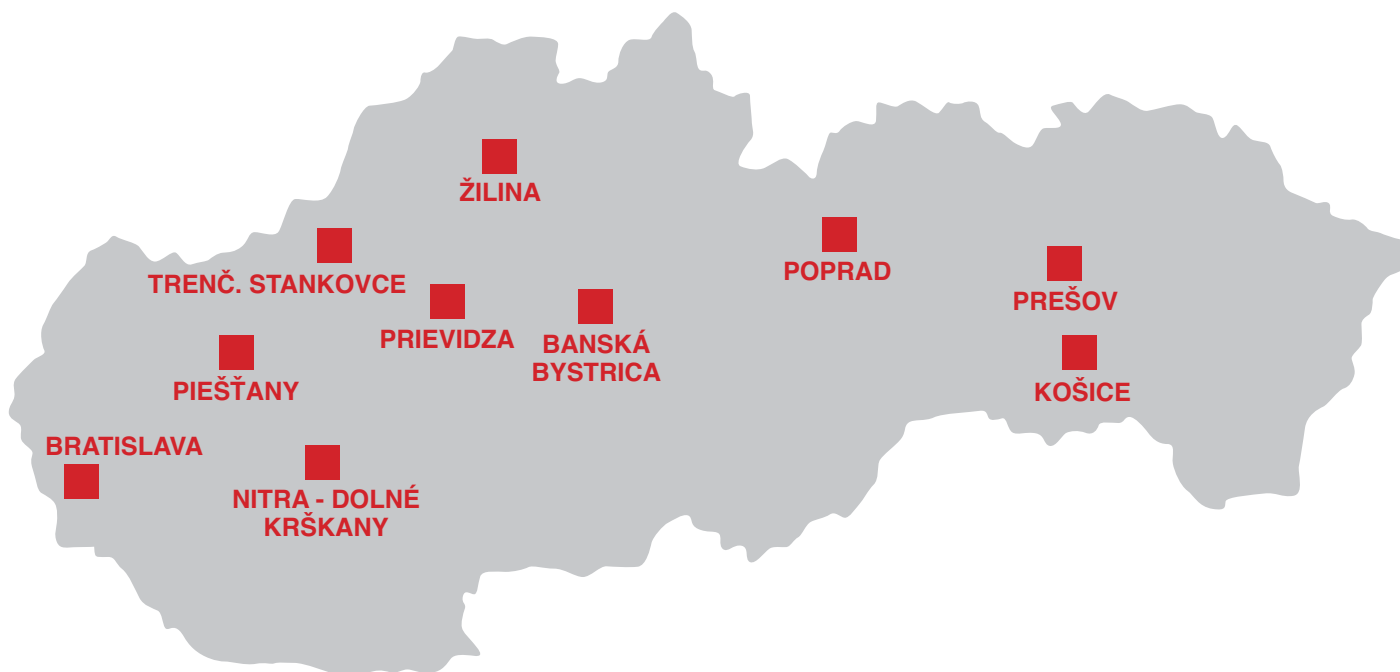 ŽILINA
POPRAD
TRENČ. STANKOVCE
PREŠOV
PRIEVIDZA
BANSKÁ
BYSTRICA
PIEŠŤANY
KOŠICE
BRATISLAVA
NITRA - DOLNÉ
KRŠKANY